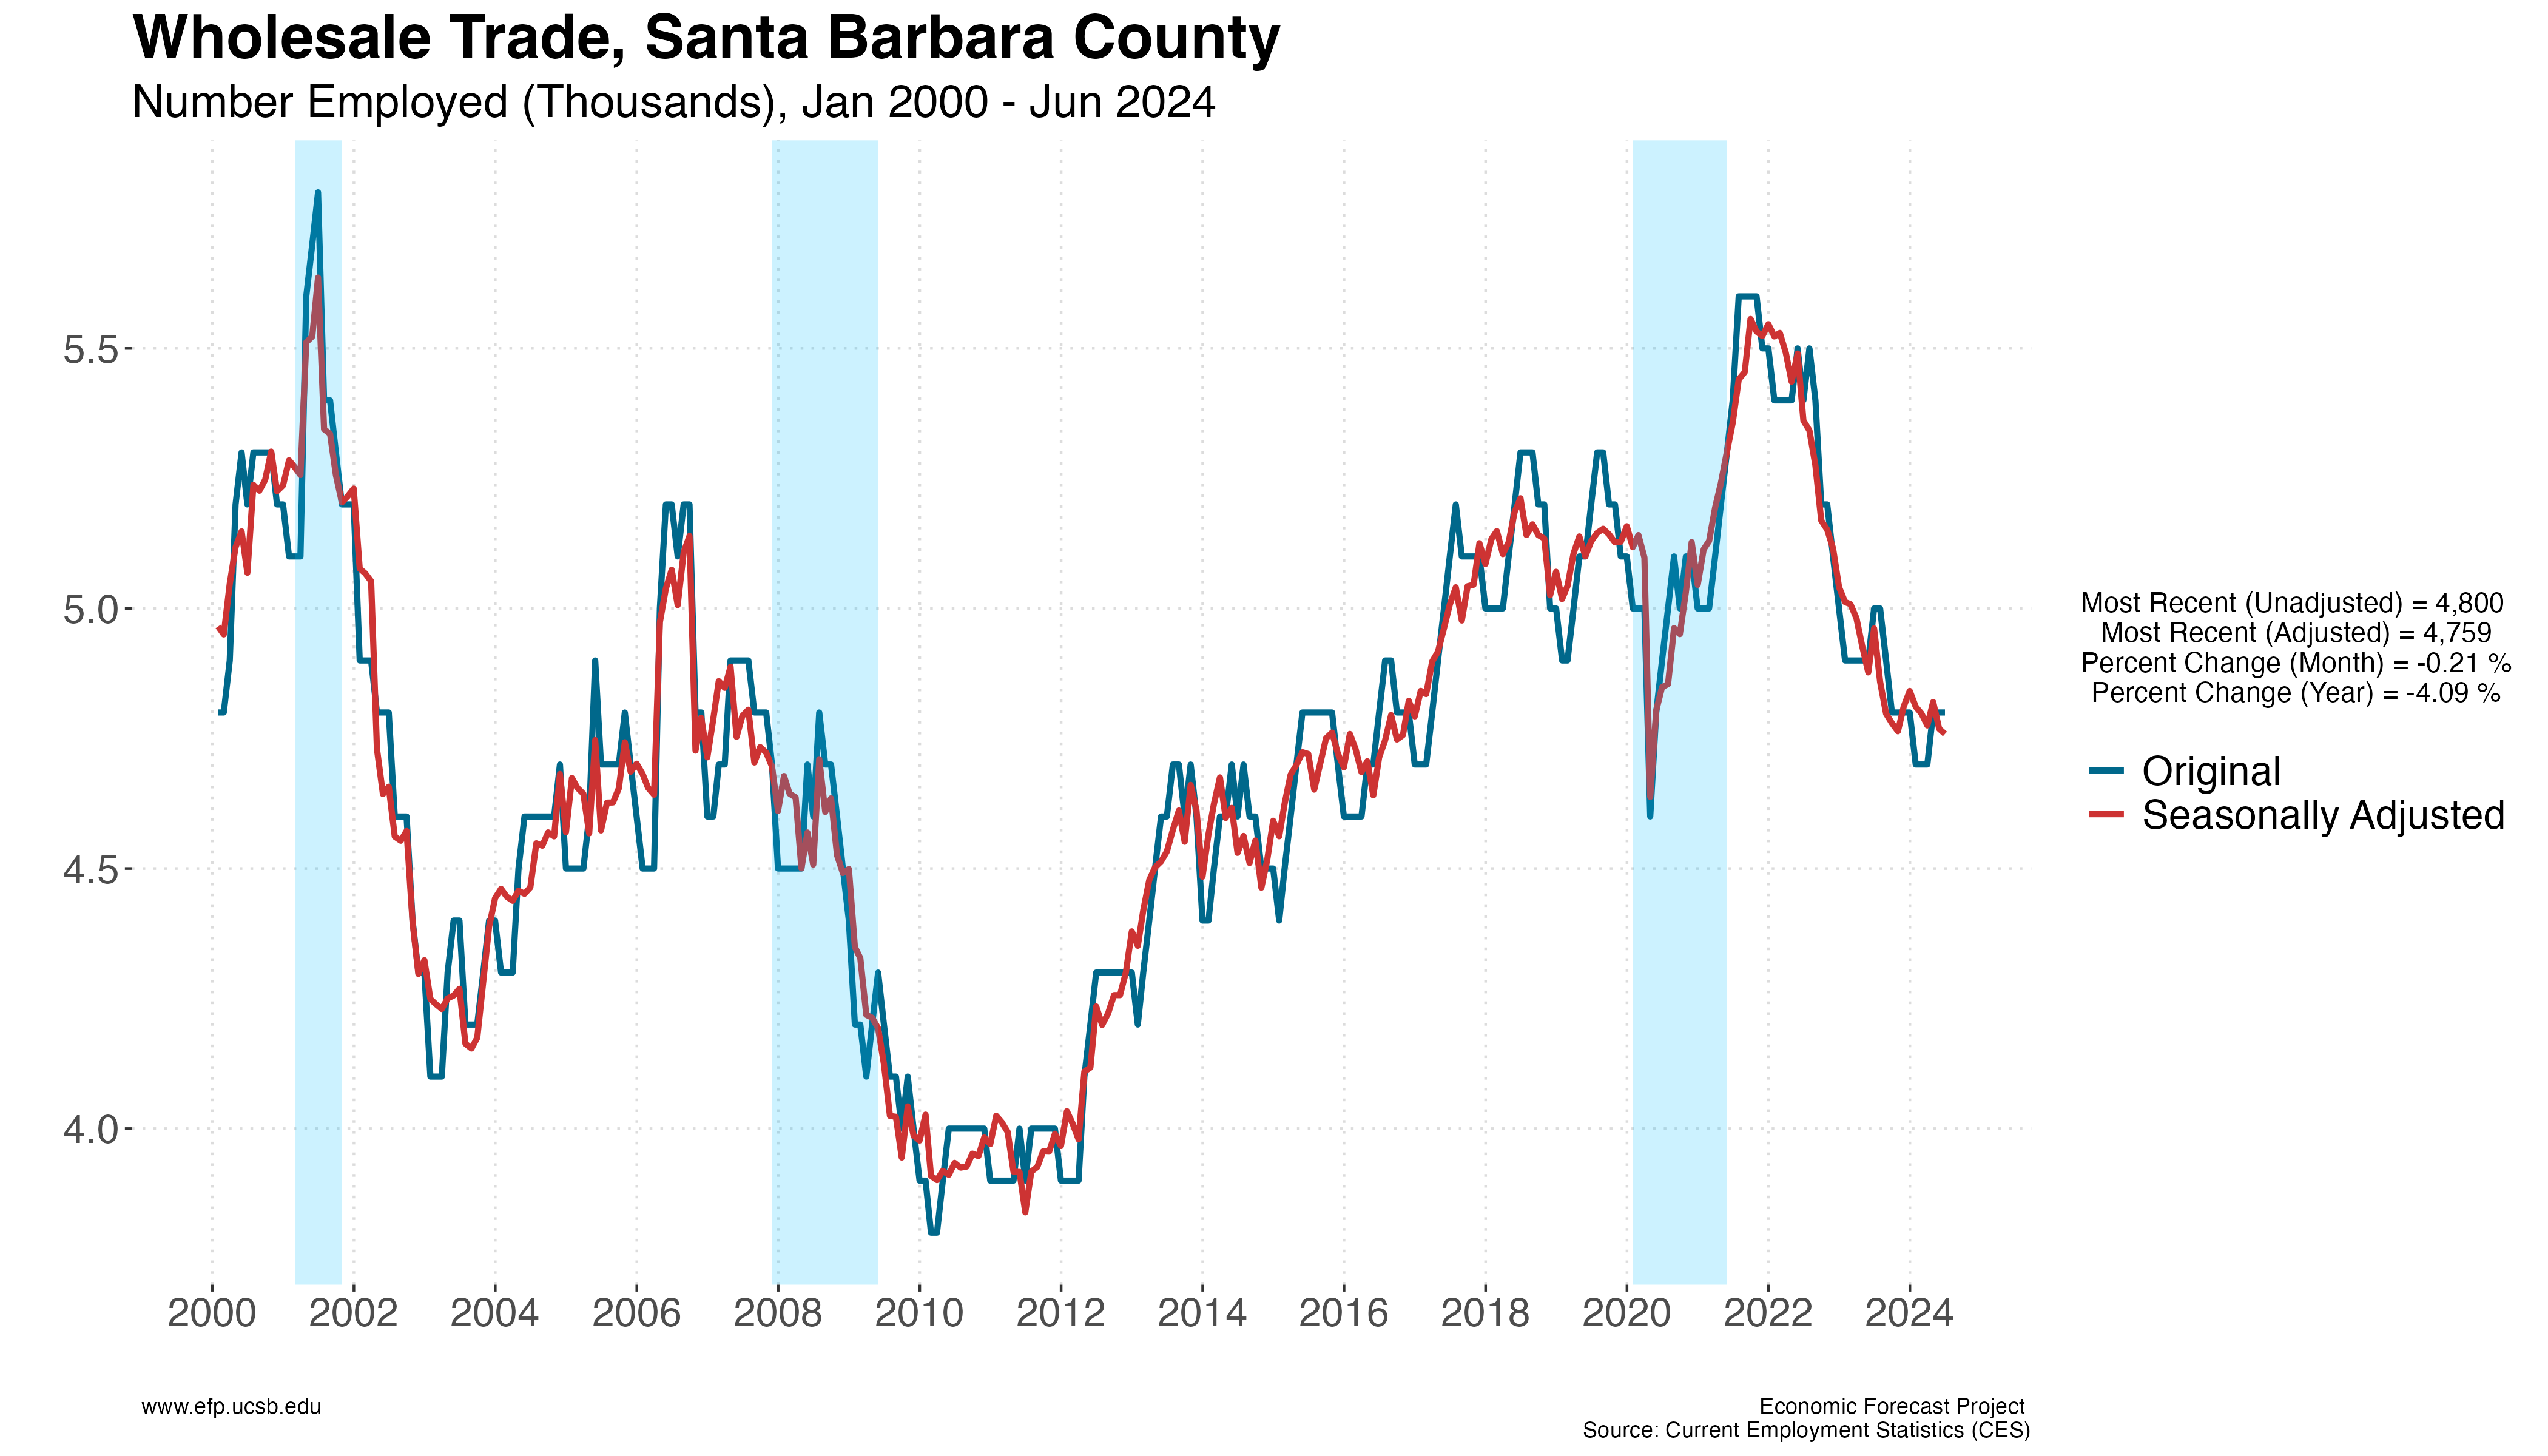 Wholesale Trade, Santa Barbara County
Number Employed (Thousands), Jan 2000 - Jun 2024
5.5
5.0
4.5
4.0
2000 2002 2004 2006 2008 2010 2012 2014 2016 2018 2020 2022 2024
Most Recent (Unadjusted) = 4,800
Most Recent (Adjusted) = 4,759
Percent Change (Month) = -0.21 %
Percent Change (Year) = -4.09 %
Original
Seasonally Adjusted
www.efp.ucsb.edu
Economic Forecast Project
Source: Current Employment Statistics (CES)